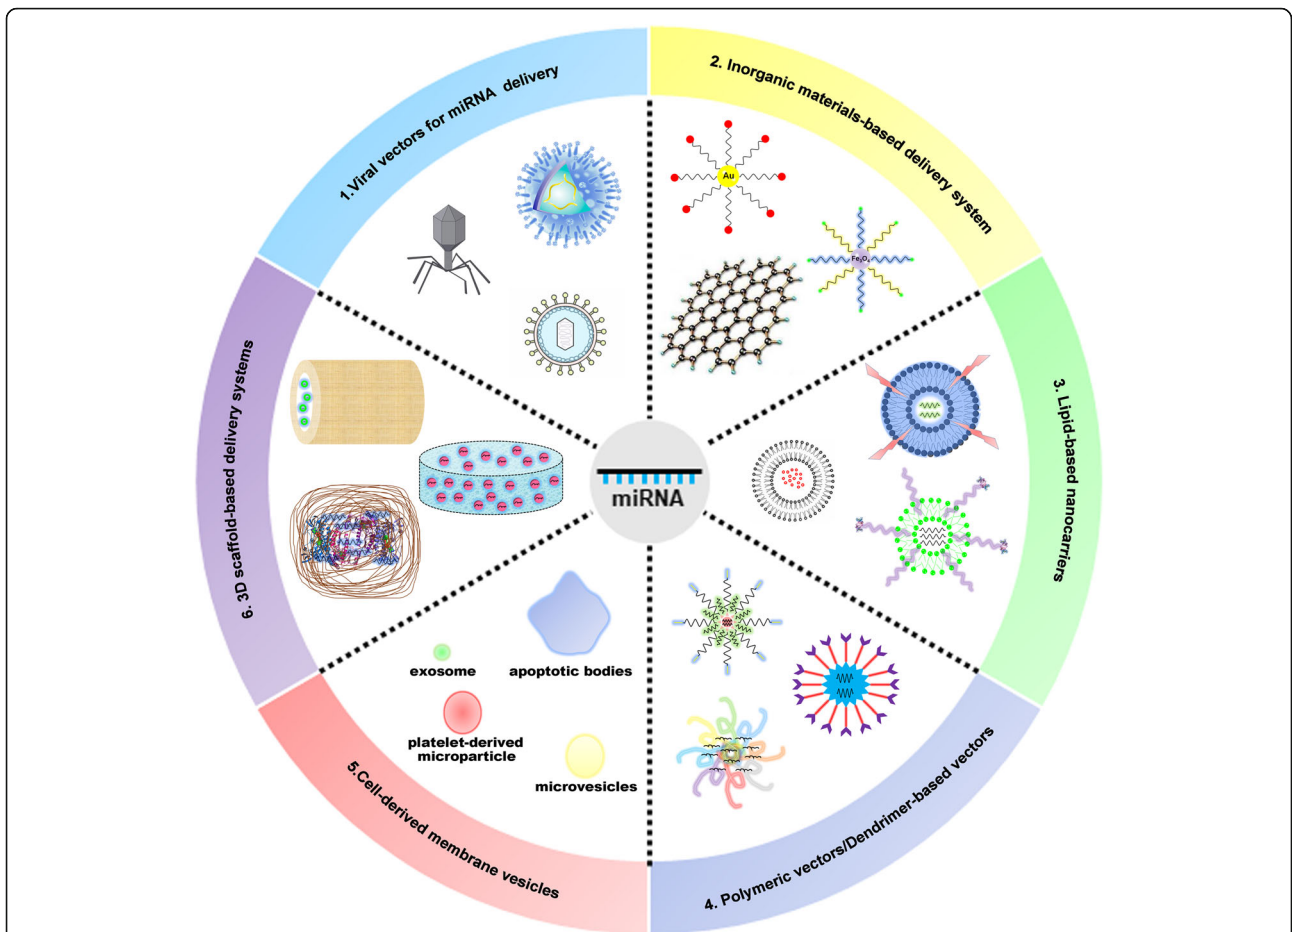 1.Viral vectors for miRNA delivery
2. Inorganic materials-based delivery system
Au
Fe₃O₄
3. Lipid-based nanocarriers
4. Polymeric vectors/Dendrimer-based vectors
5.Cell-derived membrane vesicles
exosome
apoptotic bodies
platelet-derived
microparticle
microvesicles
6. 3D scaffold-based delivery systems
miRNA